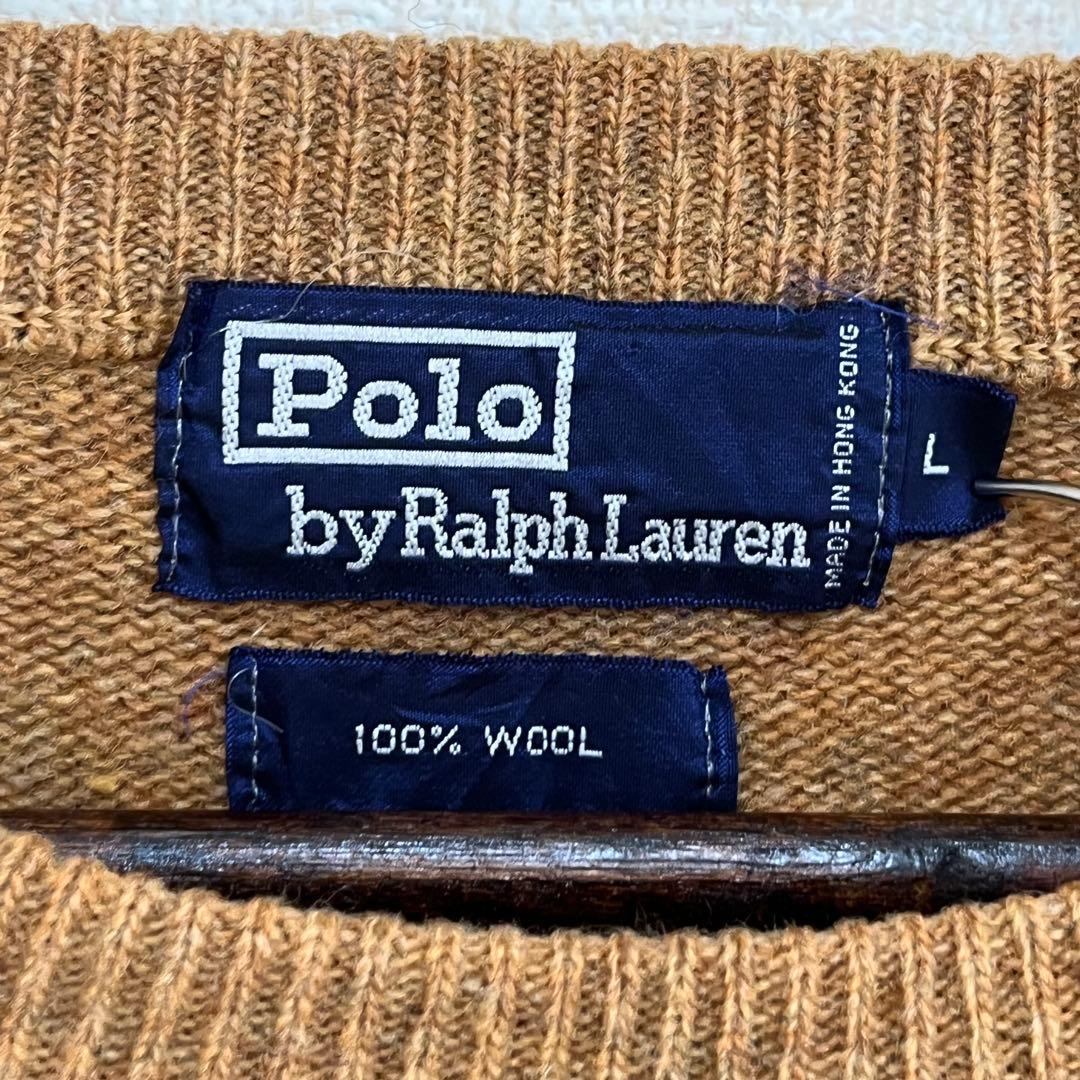 Polo
by Ralph Lauren
MADE IN HONG KONG
L
100% WOOL